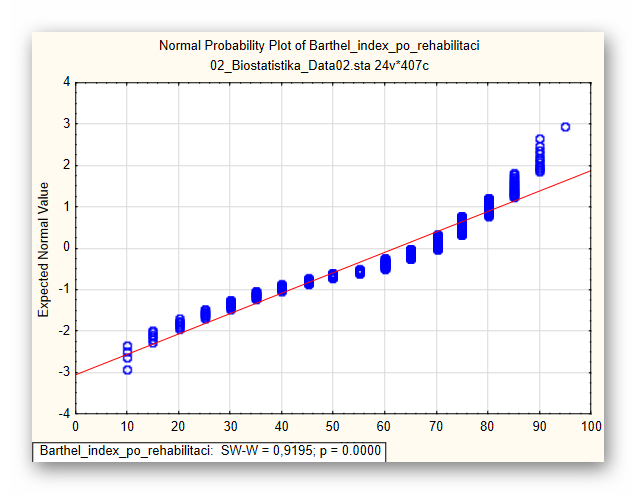 Normal Probability Plot of Barthel_index_po_rehabilitaci
02_Biostatistika_Data02.sta 24v*407c
4
3
2
1
0
-1
-2
-3
-4
Expected Normal Value
0 10 20 30 40 50 60 70 80 90 100
Barthel_index_po_rehabilitaci: SW-W = 0,9195; p = 0.0000